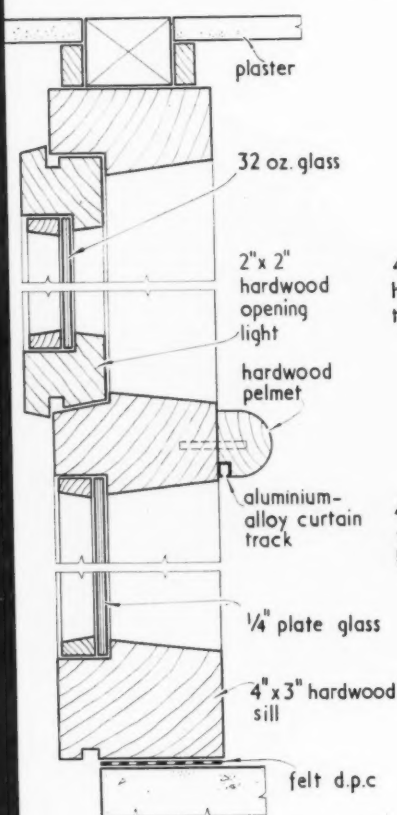 plaster
32 oz. glass
2" x 2"
hardwood
opening
light
hardwood
pelmet
aluminium-
alloy curtain
track
1/4" plate glass
4" x 3" hardwood
sill
felt d.p.c